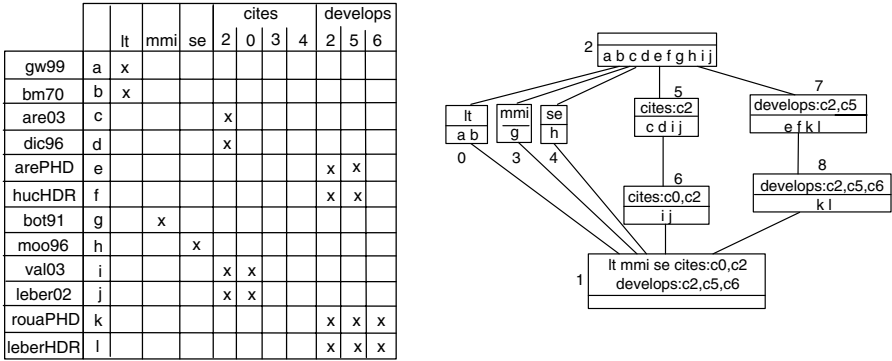 cites develops
lt mmi se 2 0 3 4 2 5 6
gw99 a x
bm70 b x
are03 c x
dic96 d x
arePHD e x x
hucHDR f x x
bot91 g x
moo96 h x
val03 i x x
leber02 j x x
rouaPHD k x x x
leberHDR l x x x
2
a b c d e f g h i j
lt
a b
0
mmi
g
3
se
h
4
5
cites:c2
c d i j
7
develops:c2,c5
e f k l
6
cites:c0,c2
i j
8
develops:c2,c5,c6
k l
1
lt mmi se cites:c0,c2
develops:c2,c5,c6